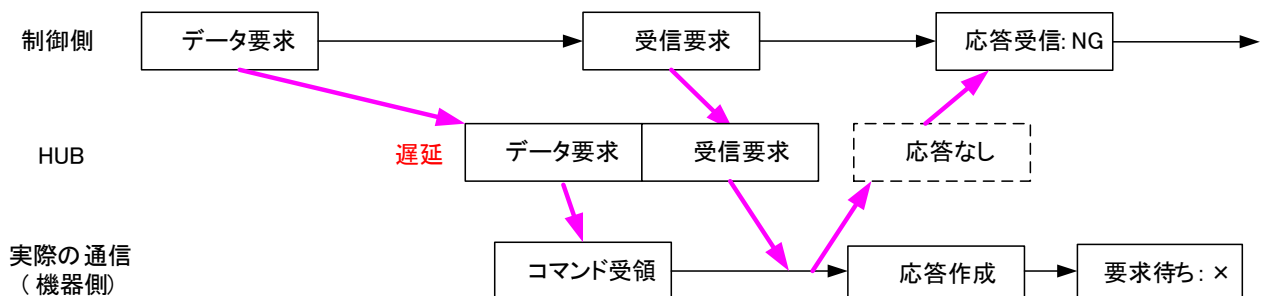 制御側
データ要求
受信要求
応答受信: NG
HUB
遅延
データ要求
受信要求
応答なし
実際の通信
(機器側)
コマンド受領
応答作成
要求待ち: ×